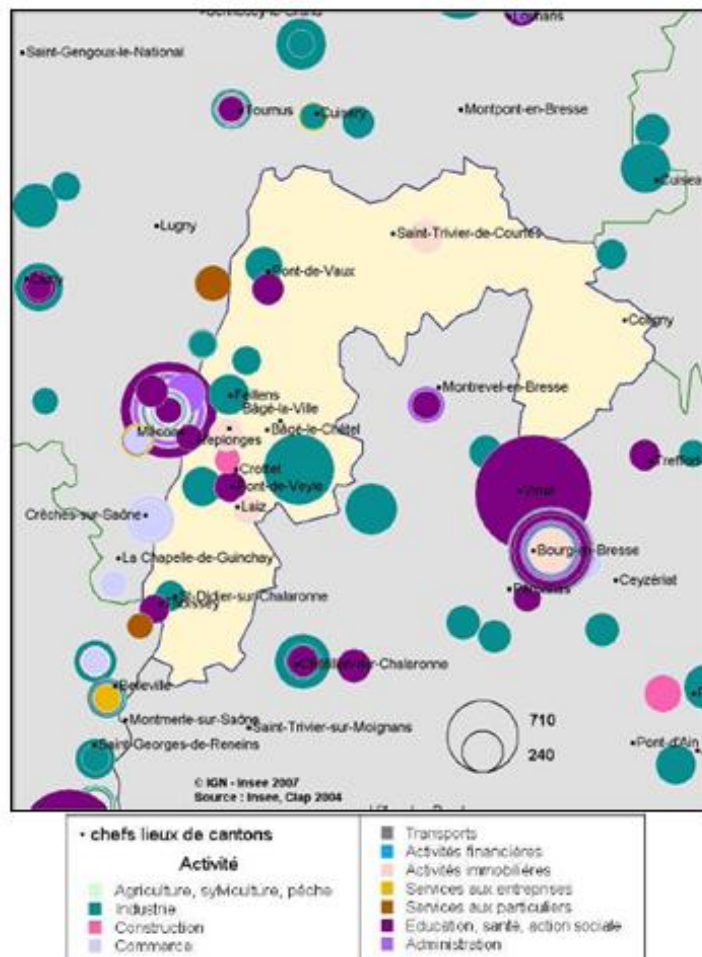 Saint-Gengoux-le-National
Tournus
Cuisery
Montpont-en-Bresse
Lugny
Saint-Trivier-de-Courtes
Cluny
Pont-de-Vaux
Coligny
Feillens
Montrevel-en-Bresse
Bâgé-la-Ville
Mâcon
Replonges
Bâgé-le-Châtel
Crottet
Pont-de-Veyle
Viriat
Crêches-sur-Saône
Laiz
Bourg-en-Bresse
La Chapelle-de-Guinchay
Péronnas
Ceyzériat
St-Didier-sur-Chalaronne
Thoissey
Châtillon-sur-Chalaronne
Belleville
Montmerle-sur-Saône
Saint-Trivier-sur-Moignans
710
240
Saint-Georges-de-Reneins
Pont-d'Ain
© IGN - Insee 2007
Source : Insee, Clap 2004
• chefs lieux de cantons
Activité
Agriculture, sylviculture, pêche
Industrie
Construction
Commerce
Transports
Activités financières
Activités immobilières
Services aux entreprises
Services aux particuliers
Education, santé, action sociale
Administration